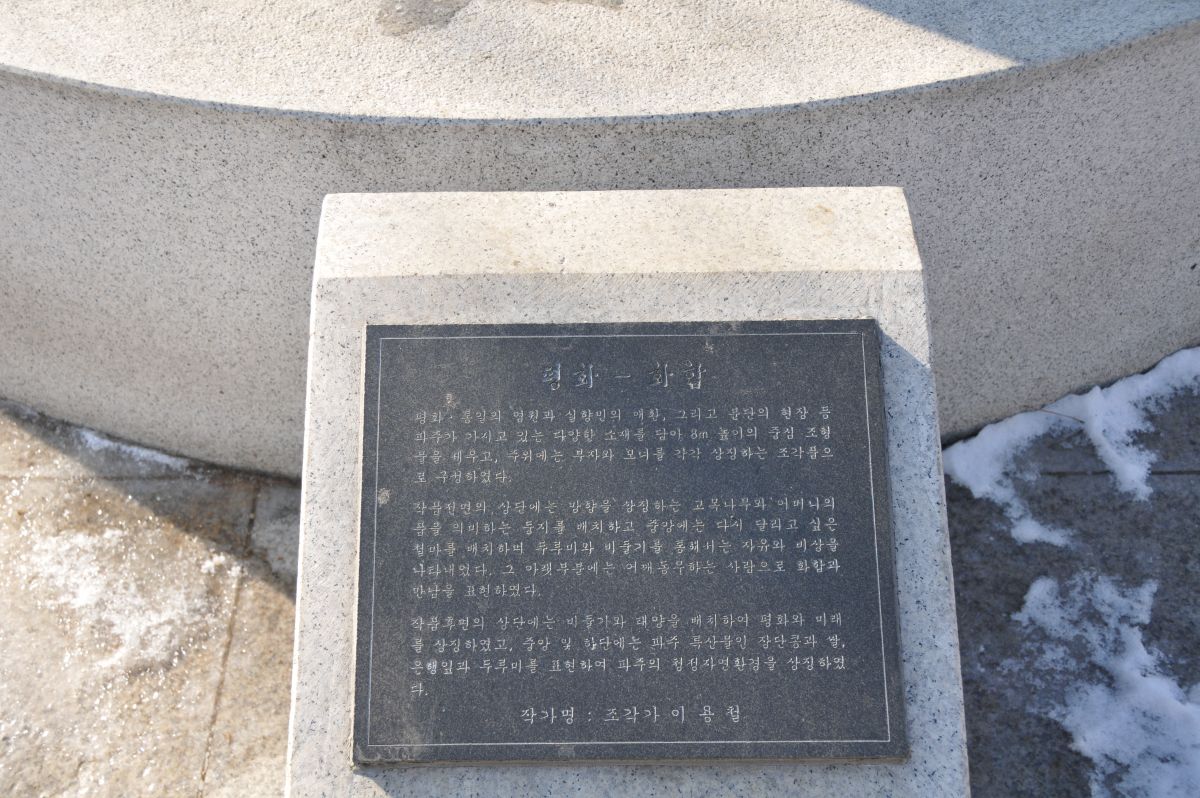 평화 - 화합
평화·통일의 염원과 실향민의 애환, 그리고 분단의 현장 등
파주가 가지고 있는 다양한 소재를 담아 8m 높이의 중심 조형
물을 세우고, 주위에는 부자와 모녀를 각각 상징하는 조각품으
로 구성하였다.
작품전면의 상단에는 망향을 상징하는 고목나무와 어머니의
품을 의미하는 둥지를 배치하고 중앙에는 다시 달리고 싶은
철마를 배치하며 두루미와 비둘기를 통해서는 자유와 비상을
나타내었다. 그 아랫부분에는 어깨동무하는 사람으로 화합과
만남을 표현하였다.
작품후면의 상단에는 비둘기와 태양을 배치하여 평화와 미래
를 상징하였고, 중앙 및 하단에는 파주 특산물인 장단콩과 쌀,
은행잎과 두루미를 표현하여 파주의 청정자연환경을 상징하였
다.
작가명 : 조각가 이 용 철